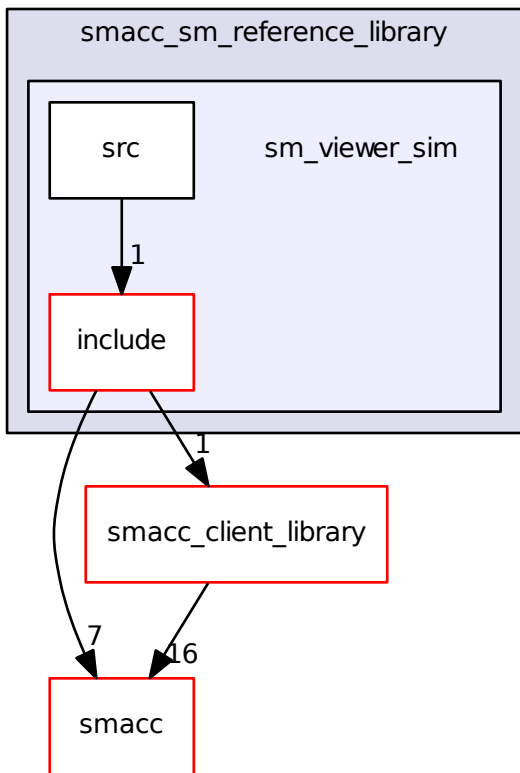 smacc_sm_reference_library
src
sm_viewer_sim
1
include
1
smacc_client_library
7
16
smacc